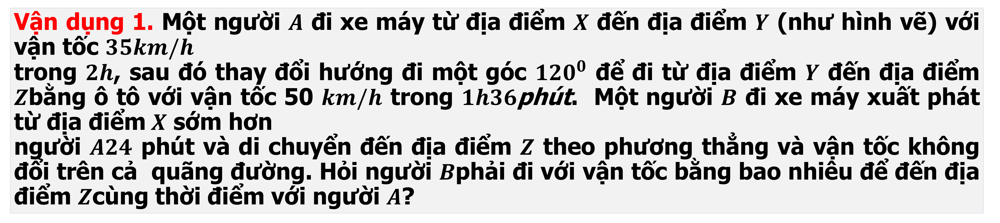 Vận dụng 1. Một người A đi xe máy từ địa điểm X đến địa điểm Y (như hình vẽ) với
vận tốc 35km/h
trong 2h, sau đó thay đổi hướng đi một góc 120⁰ để đi từ địa điểm Y đến địa điểm
Zbằng ô tô với vận tốc 50 km/h trong 1h36phút. Một người B đi xe máy xuất phát
từ địa điểm X sớm hơn
người A24 phút và di chuyển đến địa điểm Z theo phương thẳng và vận tốc không
đổi trên cả quãng đường. Hỏi người Bphải đi với vận tốc bằng bao nhiêu để đến địa
điểm Zcùng thời điểm với người A?